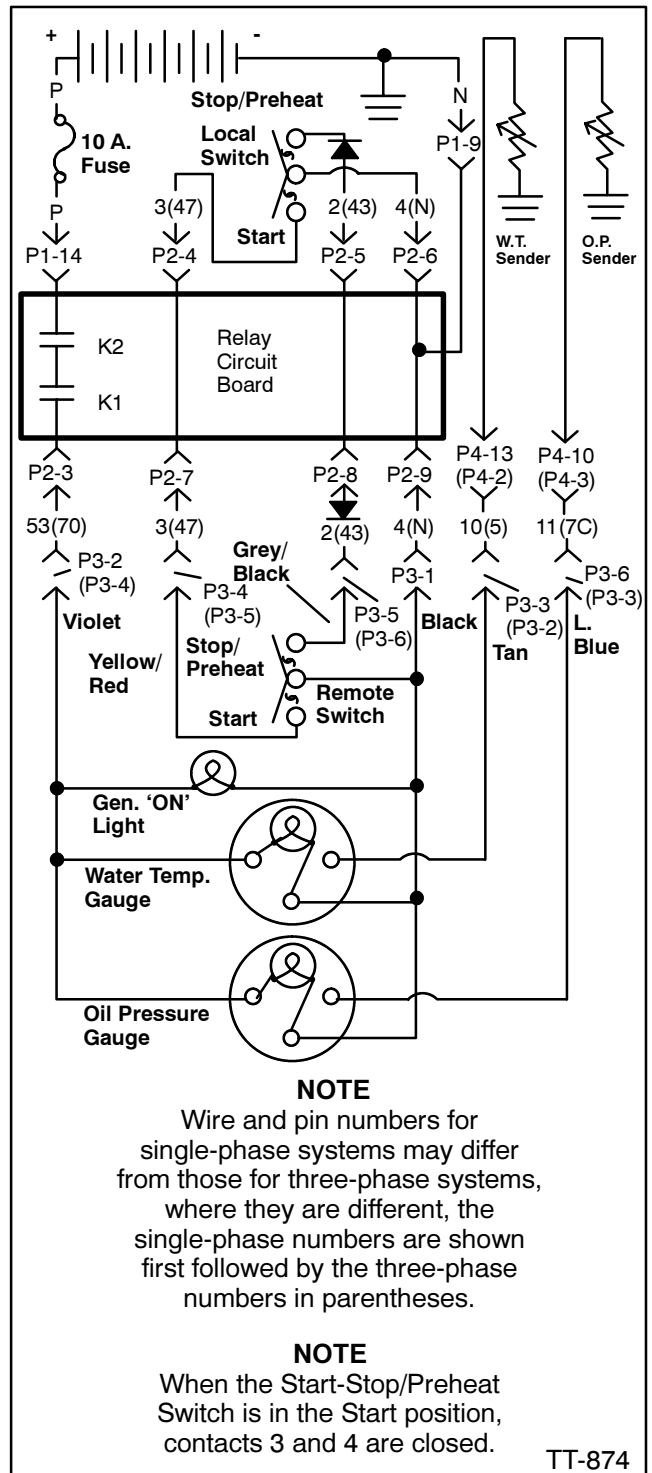 + -
P
Stop/Preheat
N
10 A.
Fuse
Local
Switch
P1-9
P
3(47)
2(43)
4(N)
Start
W.T.
Sender
O.P.
Sender
P1-14
P2-4
P2-5
P2-6
K2
Relay
Circuit
Board
K1
P2-3
P2-7
P2-8
P2-9
P4-13
(P4-2)
P4-10
(P4-3)
53(70)
3(47)
2(43)
4(N)
10(5)
11(7C)
Grey/
Black
P3-2
(P3-4)
P3-4
(P3-5)
P3-5
(P3-6)
P3-1
P3-3
(P3-2)
P3-6
(P3-3)
Violet
Yellow/
Red
Stop/
Preheat
Black
Tan
L.
Blue
Start
Remote
Switch
Gen. ‘ON’
Light
Water Temp.
Gauge
Oil Pressure
Gauge
NOTE
Wire and pin numbers for
single-phase systems may differ
from those for three-phase systems,
where they are different, the
single-phase numbers are shown
first followed by the three-phase
numbers in parentheses.
NOTE
When the Start-Stop/Preheat
Switch is in the Start position,
contacts 3 and 4 are closed.
TT-874